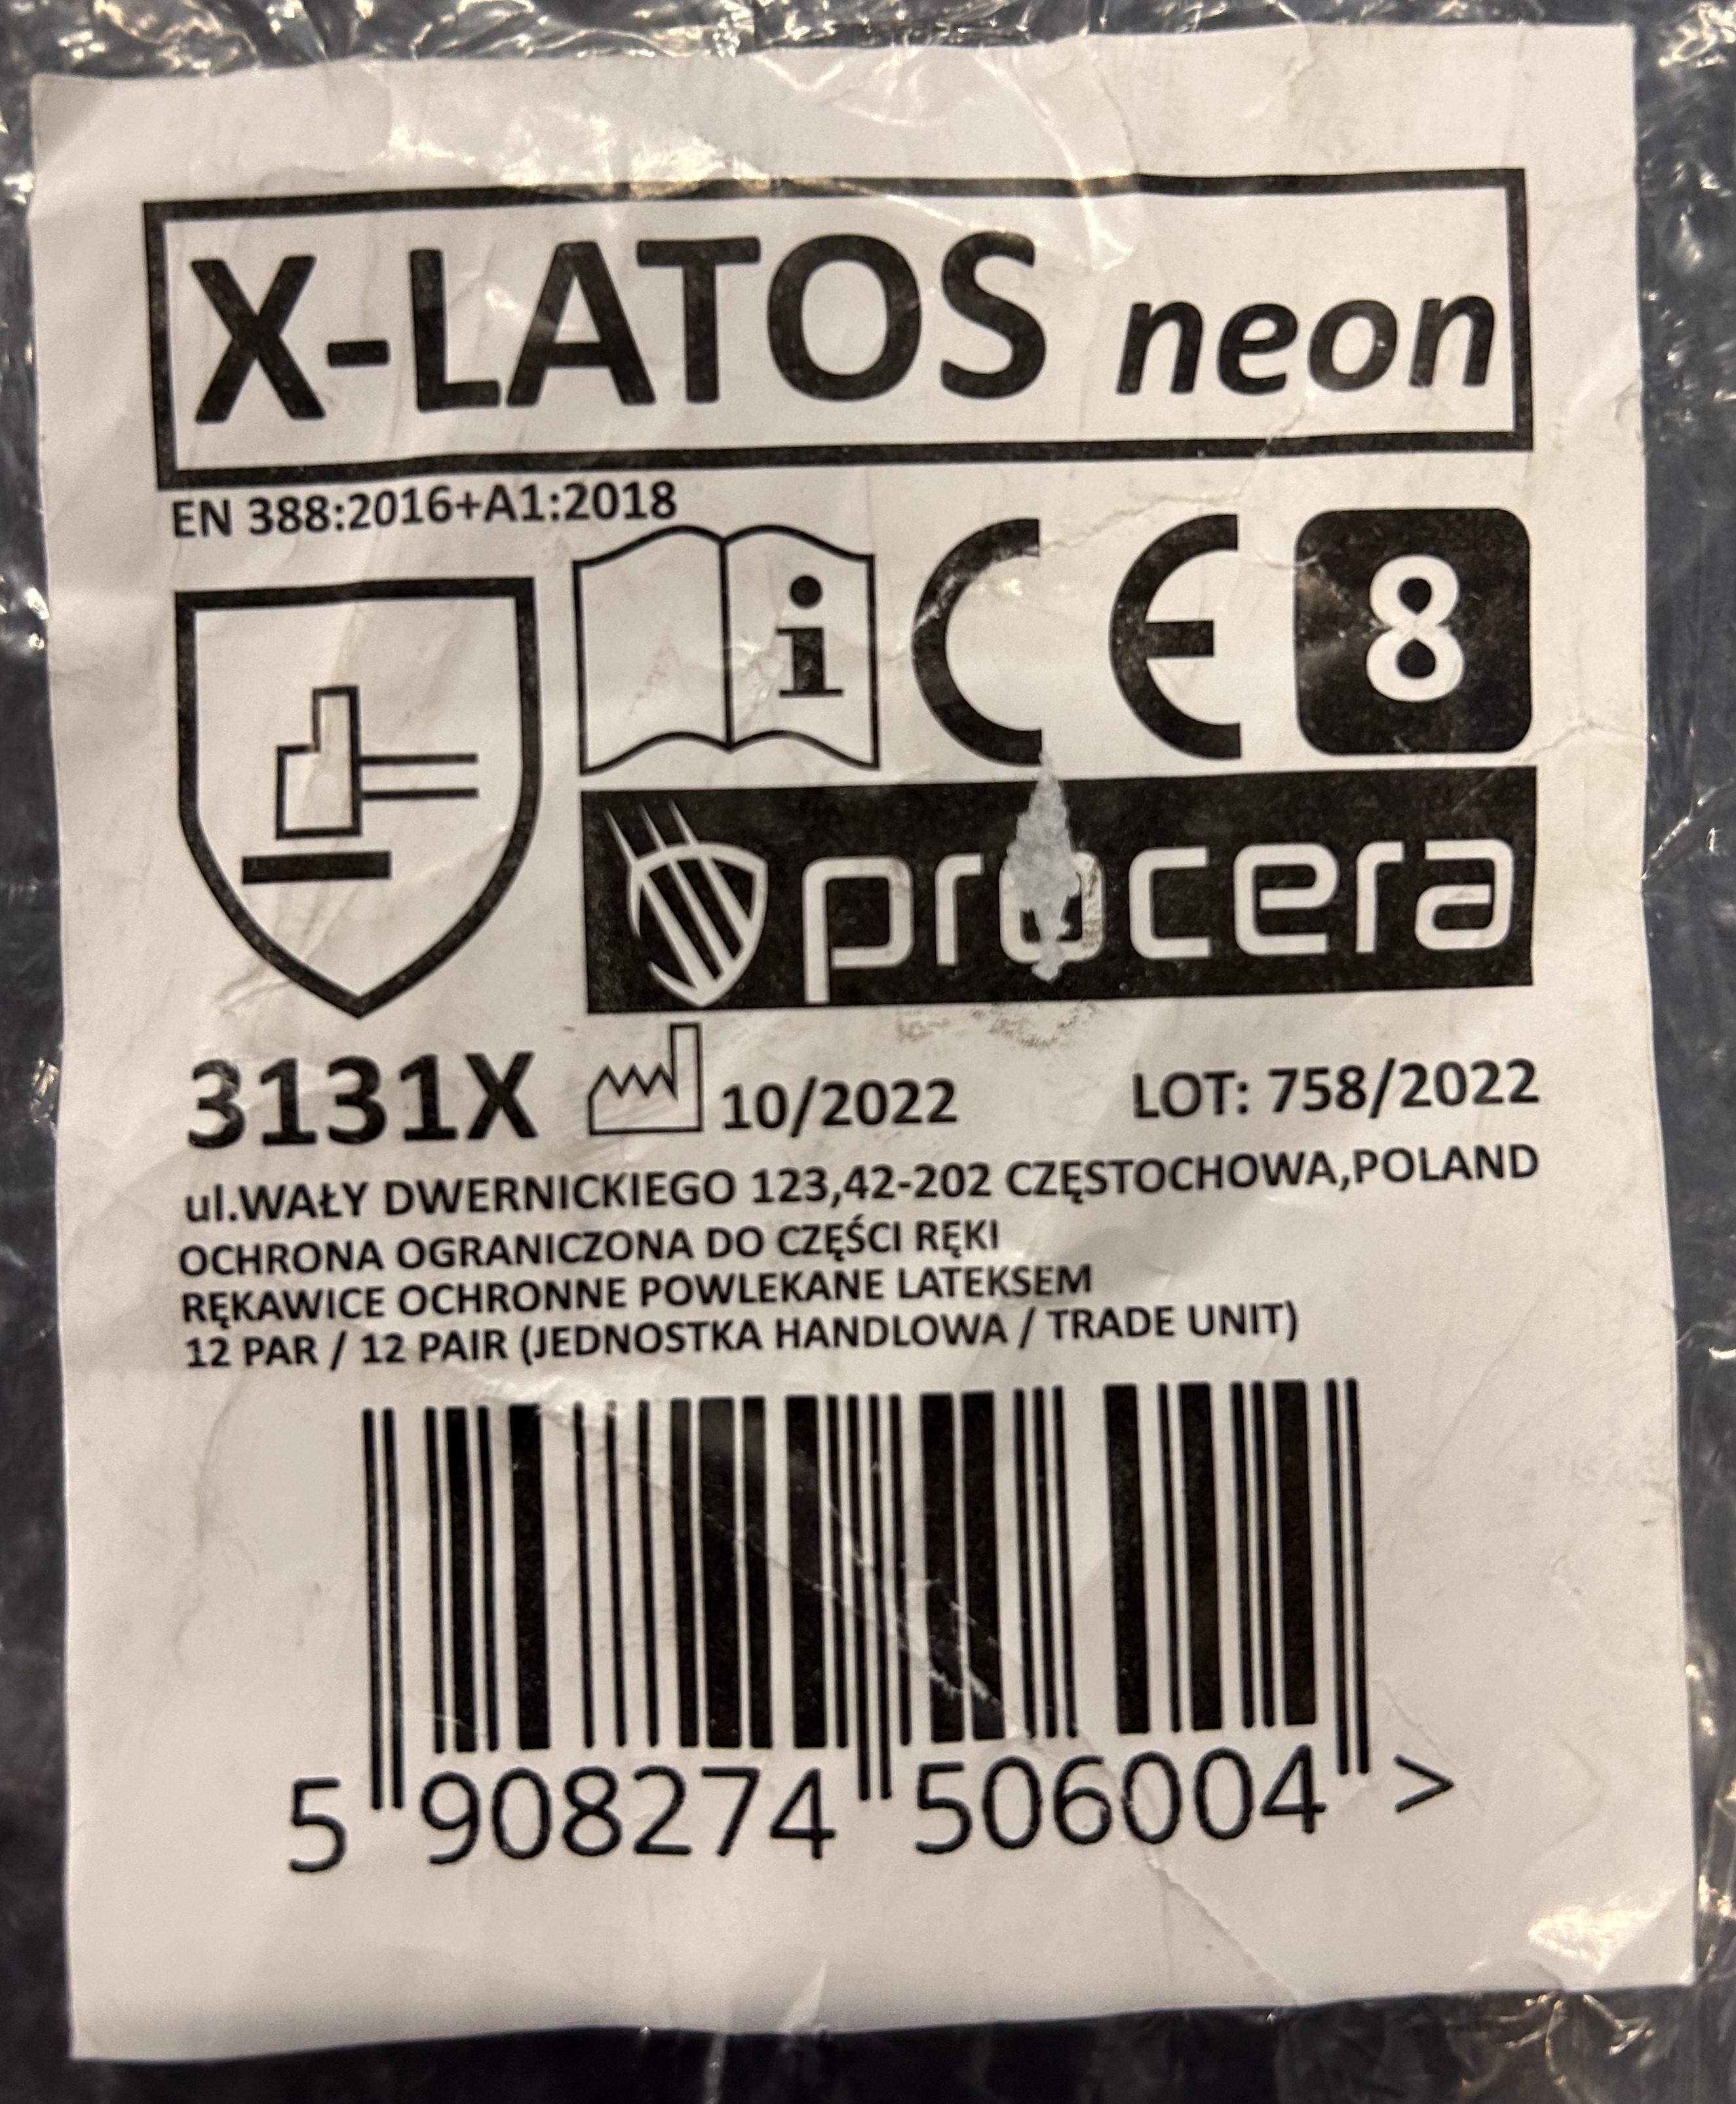 X-LATOS neon
EN 388:2016+A1:2018
i CE 8
procera
3131X 10/2022 LOT: 758/2022
ul.WAŁY DWERNICKIEGO 123,42-202 CZĘSTOCHOWA,POLAND
OCHRONA OGRANICZONA DO CZĘŚCI RĘKI
RĘKAWICE OCHRONNE POWLEKANE LATEKSEM
12 PAR / 12 PAIR (JEDNOSTKA HANDLOWA / TRADE UNIT)
5 908274 506004 >